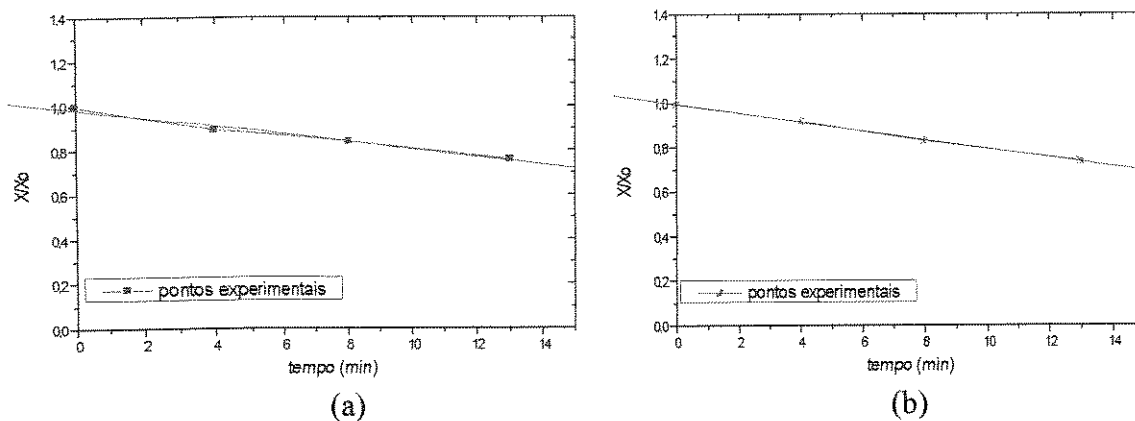 1,4
1,2
1,0
0,8
0,6
0,4
0,2
0,0
X/Xo
pontos experimentais
0 2 4 6 8 10 12 14
tempo (min)
(a)
1,4
1,2
1,0
0,8
0,6
0,4
0,2
0,0
X/Xo
pontos experimentais
0 2 4 6 8 10 12 14
tempo (min)
(b)